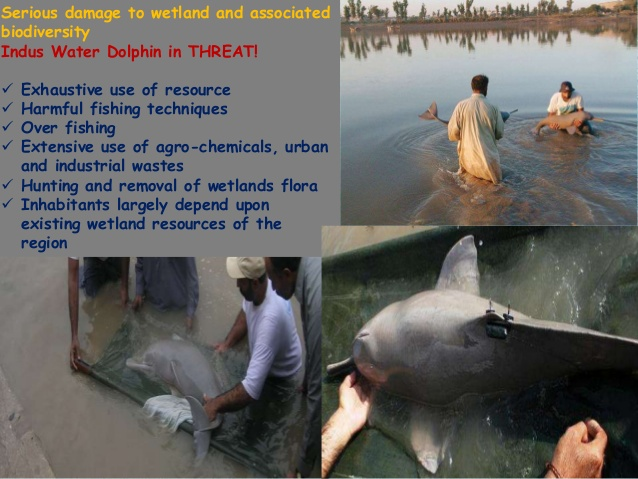 Serious damage to wetland and associated
biodiversity
Indus Water Dolphin in THREAT!
✓ Exhaustive use of resource
✓ Harmful fishing techniques
✓ Over fishing
✓ Extensive use of agro-chemicals, urban
and industrial wastes
✓ Hunting and removal of wetlands flora
✓ Inhabitants largely depend upon
existing wetland resources of the
region